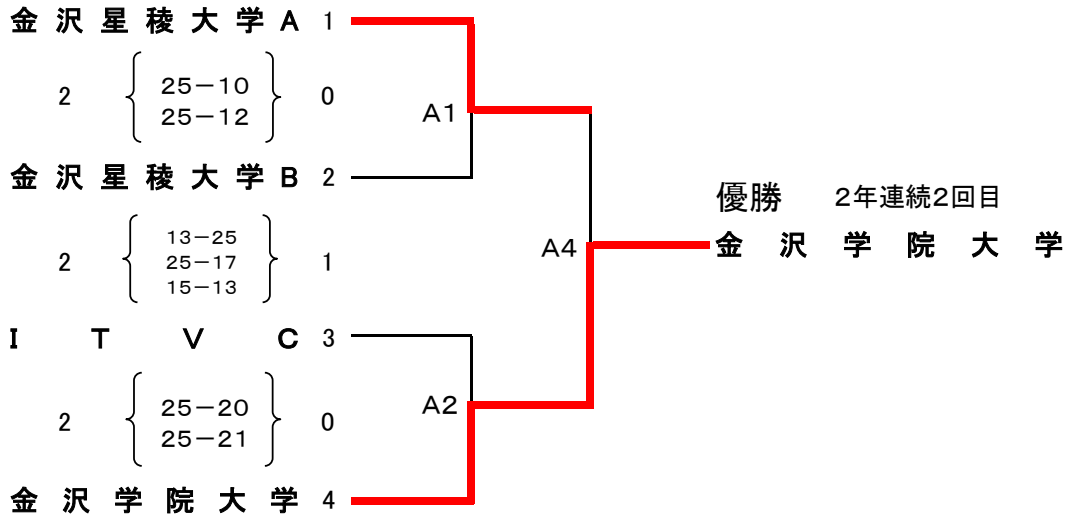 金沢星稜大学A 1
2 25-10 0
25-12
A1
金沢星稜大学B 2
優勝 2年連続2回目
金沢学院大学
2 13-25 1
25-17
15-13
A4
ITVC 3
A2
2 25-20 0
25-21
金沢学院大学 4